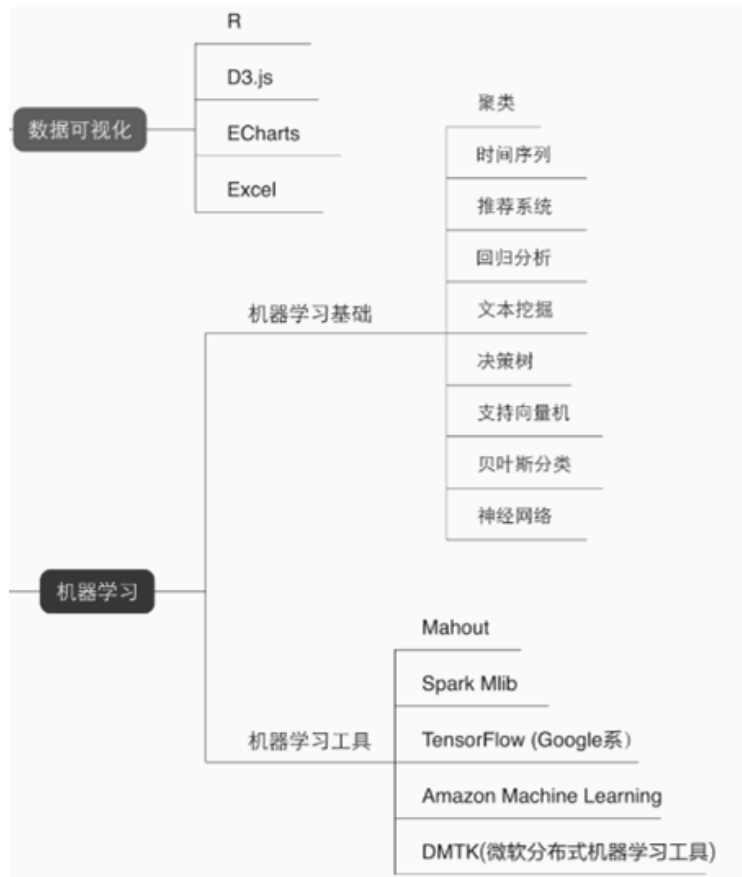 R
D3.js
数据可视化
ECharts
Excel
聚类
时间序列
推荐系统
回归分析
机器学习基础
文本挖掘
决策树
支持向量机
贝叶斯分类
神经网络
机器学习
Mahout
Spark Mlib
机器学习工具
TensorFlow (Google系）
Amazon Machine Learning
DMTK(微软分布式机器学习工具)